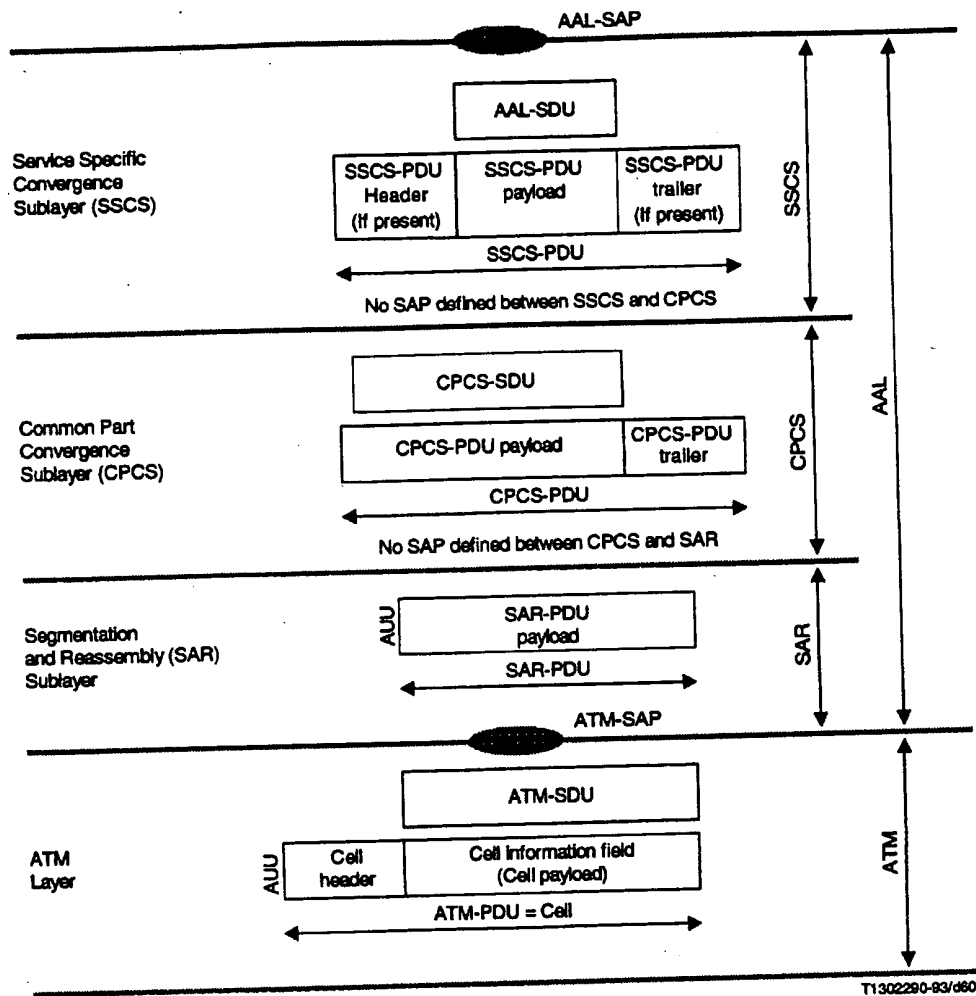 AAL-SAP
AAL-SDU
Service Specific
Convergence
Sublayer (SSCS)
SSCS-PDU
Header
(If present)
SSCS-PDU
payload
SSCS-PDU
trailer
(If present)
SSCS-PDU
No SAP defined between SSCS and CPCS
SSCS
CPCS-SDU
Common Part
Convergence
Sublayer (CPCS)
CPCS-PDU payload
CPCS-PDU
trailer
CPCS-PDU
No SAP defined between CPCS and SAR
CPCS
AAL
Segmentation
and Reassembly (SAR)
Sublayer
AUU
SAR-PDU
payload
SAR-PDU
SAR
ATM-SAP
ATM-SDU
ATM
Layer
AUU
Cell
header
Cell information field
(Cell payload)
ATM-PDU = Cell
ATM
T1302290-93/d60